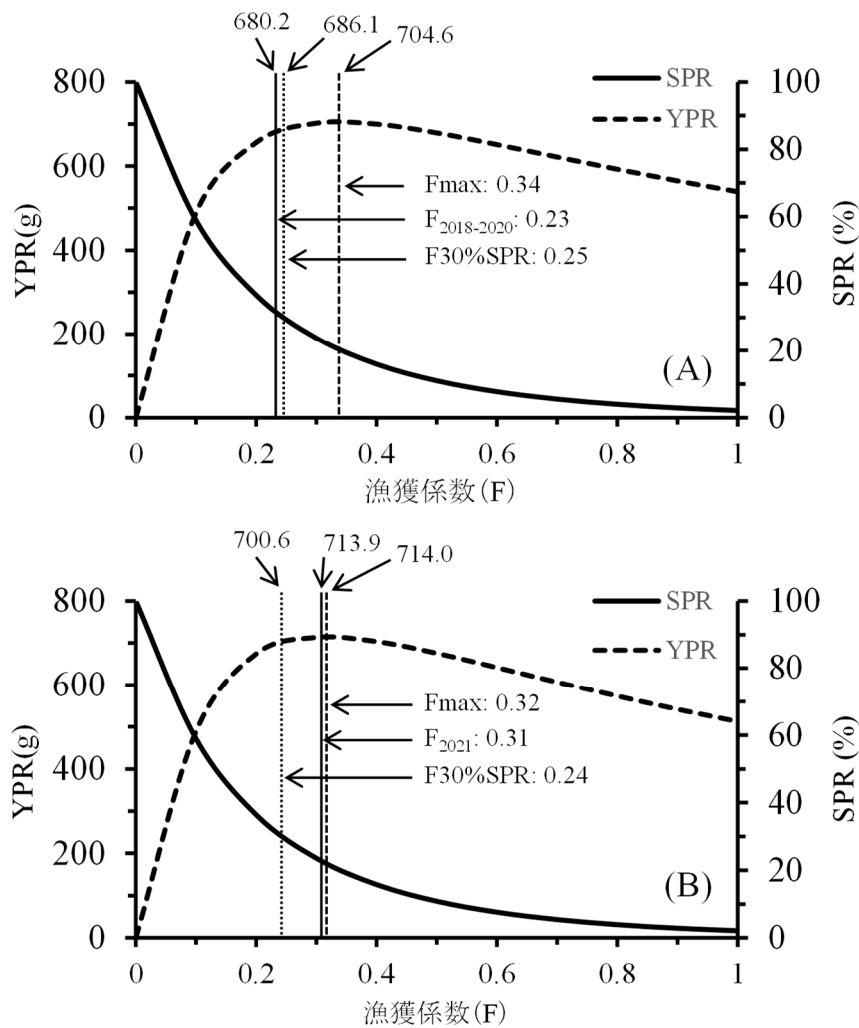 680.2
686.1
704.6
800
600
400
200
0
YPR(g)
100
80
60
40
20
0
SPR (%)
SPR
YPR
Fmax: 0.34
F2018-2020: 0.23
F30%SPR: 0.25
(A)
0 0.2 0.4 0.6 0.8 1
漁獲係数(F)
700.6
713.9
714.0
800
600
400
200
0
YPR(g)
100
80
60
40
20
0
SPR (%)
SPR
YPR
Fmax: 0.32
F2021: 0.31
F30%SPR: 0.24
(B)
0 0.2 0.4 0.6 0.8 1
漁獲係数(F)